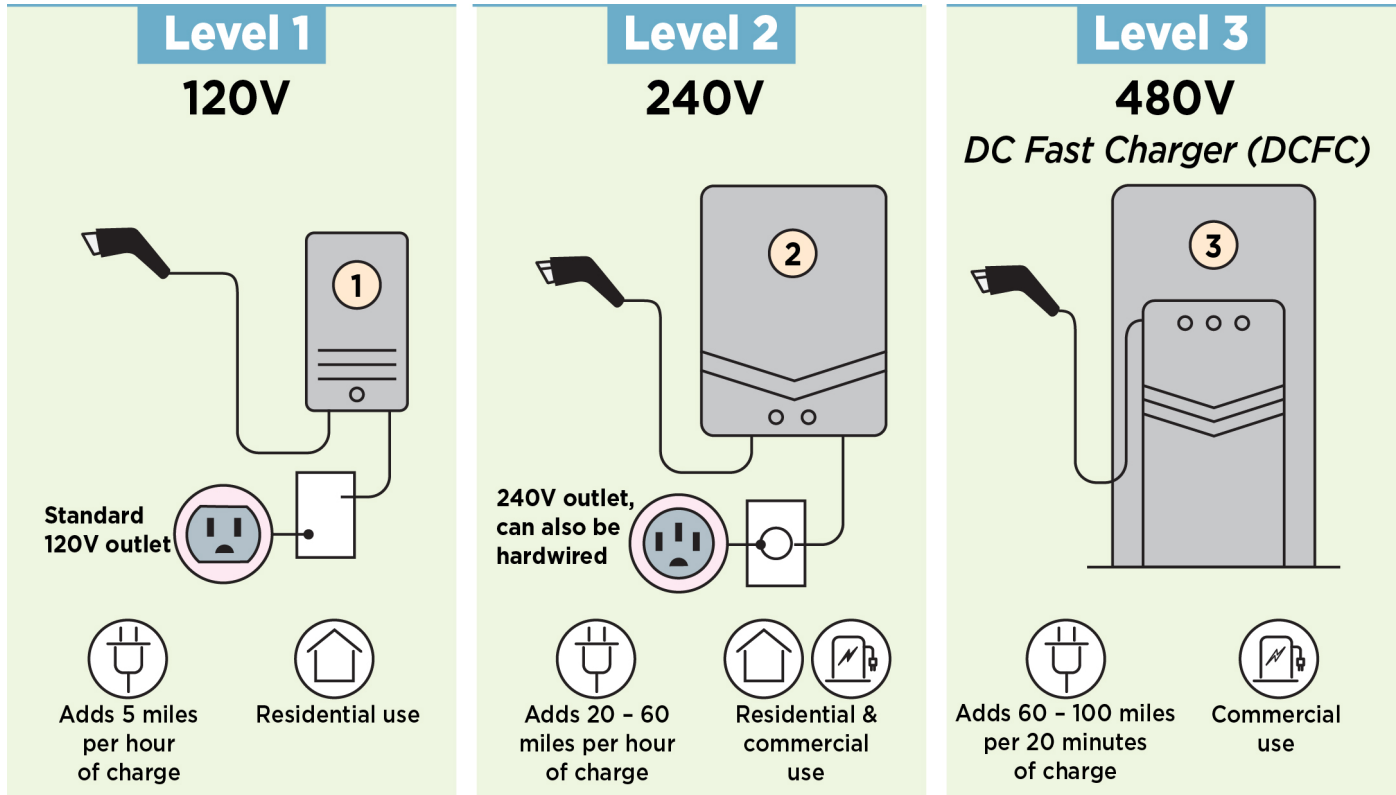 Level 1
120V
1
Standard
120V outlet
Adds 5 miles
per hour
of charge
Residential use
Level 2
240V
2
240V outlet,
can also be
hardwired
Adds 20 – 60
miles per hour
of charge
Residential &
commercial
use
Level 3
480V
DC Fast Charger (DCFC)
3
Adds 60 – 100 miles
per 20 minutes
of charge
Commercial
use